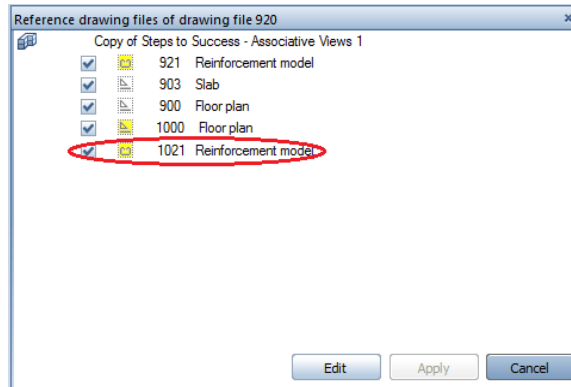 Reference drawing files of drawing file 920
Copy of Steps to Success - Associative Views 1
921 Reinforcement model
903 Slab
900 Floor plan
1000 Floor plan
1021 Reinforcement model
Edit Apply Cancel